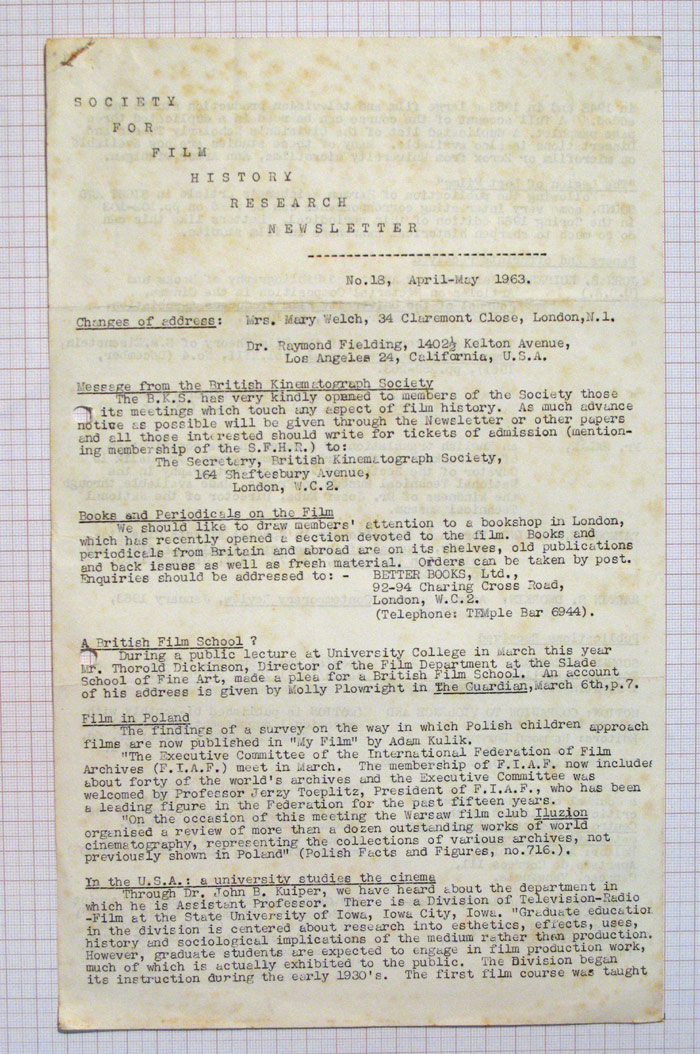 SOCIETY
FOR
FILM
HISTORY
RESEARCH
NEWSLETTER
No.18, April-May 1963.
Changes of address: Mrs. Mary Welch, 34 Claremont Close, London,N.1.
Dr. Raymond Fielding, 1402½ Kelton Avenue,
Los Angeles 24, California, U.S.A.
Message from the British Kinematograph Society
The B.K.S. has very kindly opened to members of the Society those
its meetings which touch any aspect of film history. As much advance
notice as possible will be given through the Newsletter or other papers
and all those interested should write for tickets of admission (mention-
ing membership of the S.F.H.R.) to:
The Secretary, British Kinematograph Society,
164 Shaftesbury Avenue,
London, W.C.2.
Books and Periodicals on the Film
We should like to draw members' attention to a bookshop in London,
which has recently opened a section devoted to the film. Books and
periodicals from Britain and abroad are on its shelves, old publications
and back issues as well as fresh material. Orders can be taken by post.
Enquiries should be addressed to: - BETTER BOOKS, Ltd.,
92-94 Charing Cross Road,
London, W.C.2.
(Telephone: TEMple Bar 6944).
A British Film School ?
During a public lecture at University College in March this year
Mr. Thorold Dickinson, Director of the Film Department at the Slade
School of Fine Art, made a plea for a British Film School. An account
of his address is given by Molly Plowright in The Guardian,March 6th,p.7.
Film in Poland
The findings of a survey on the way in which Polish children approach
films are now published in "My Film" by Adam Kulik.
"The Executive Committee of the International Federation of Film
Archives (F.I.A.F.) meet in March. The membership of F.I.A.F. now includes
about forty of the world's archives and the Executive Committee was
welcomed by Professor Jerzy Toeplitz, President of F.I.A.F., who has been
a leading figure in the Federation for the past fifteen years.
"On the occasion of this meeting the Warsaw film club Iluzion
organised a review of more than a dozen outstanding works of world
cinematography, representing the collections of various archives, not
previously shown in Poland" (Polish Facts and Figures, no.716.).
In the U.S.A.: a university studies the cinema
Through Dr. John B. Kuiper, we have heard about the department in
which he is Assistant Professor. There is a Division of Television-Radio
-Film at the State University of Iowa, Iowa City, Iowa. "Graduate education
in the division is centered about research into esthetics, effects, uses,
history and sociological implications of the medium rather than production.
However, graduate students are expected to engage in film production work,
much of which is actually exhibited to the public. The Division began
its instruction during the early 1930's. The first film course was taught